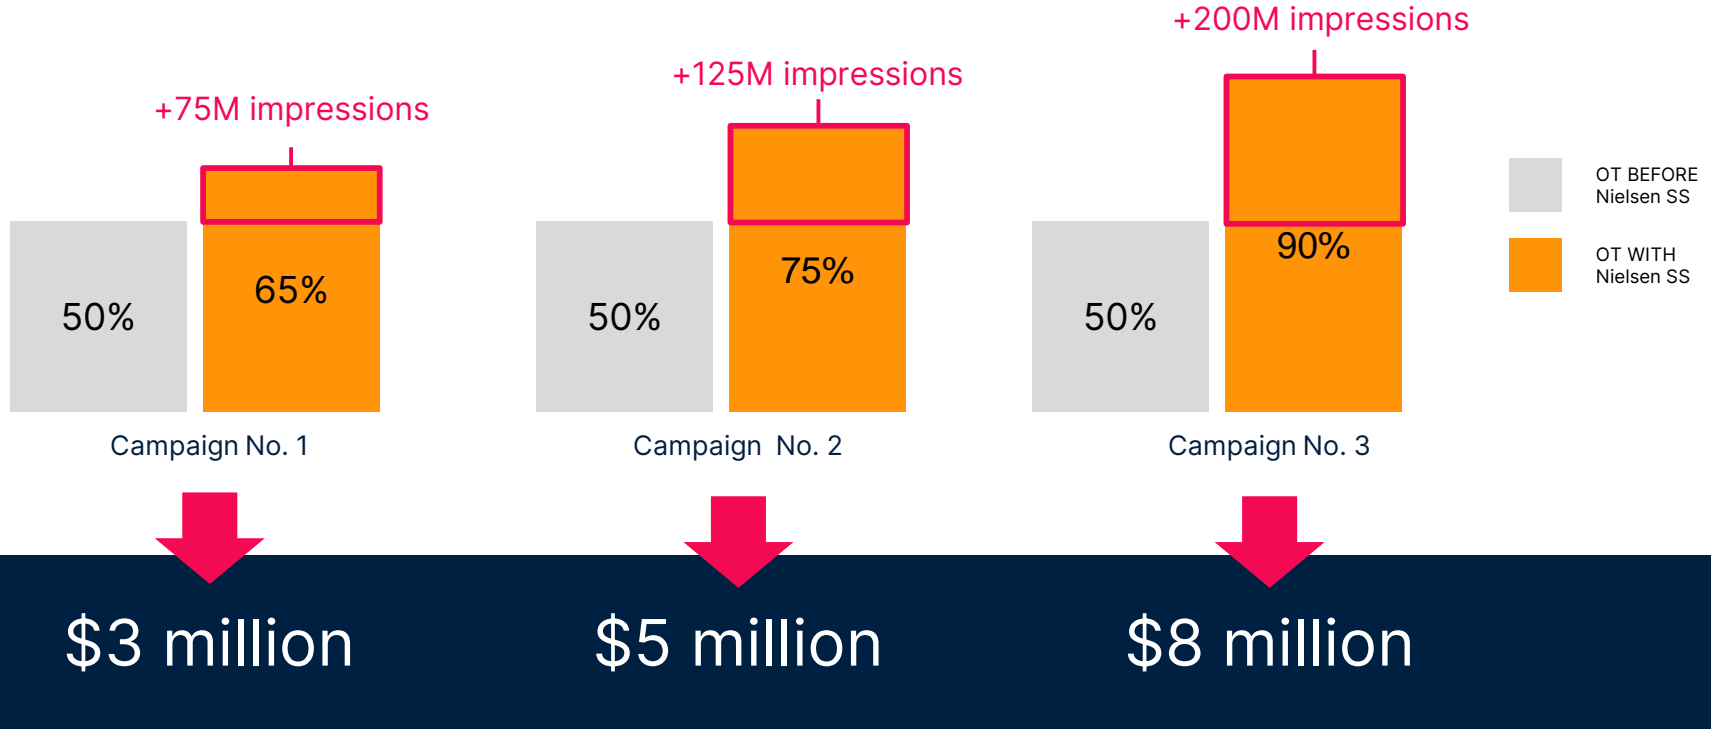 +200M impressions
+125M impressions
+75M impressions
50%
65%
50%
75%
50%
90%
OT BEFORE
Nielsen SS
OT WITH
Nielsen SS
Campaign No. 1
Campaign No. 2
Campaign No. 3
$3 million
$5 million
$8 million